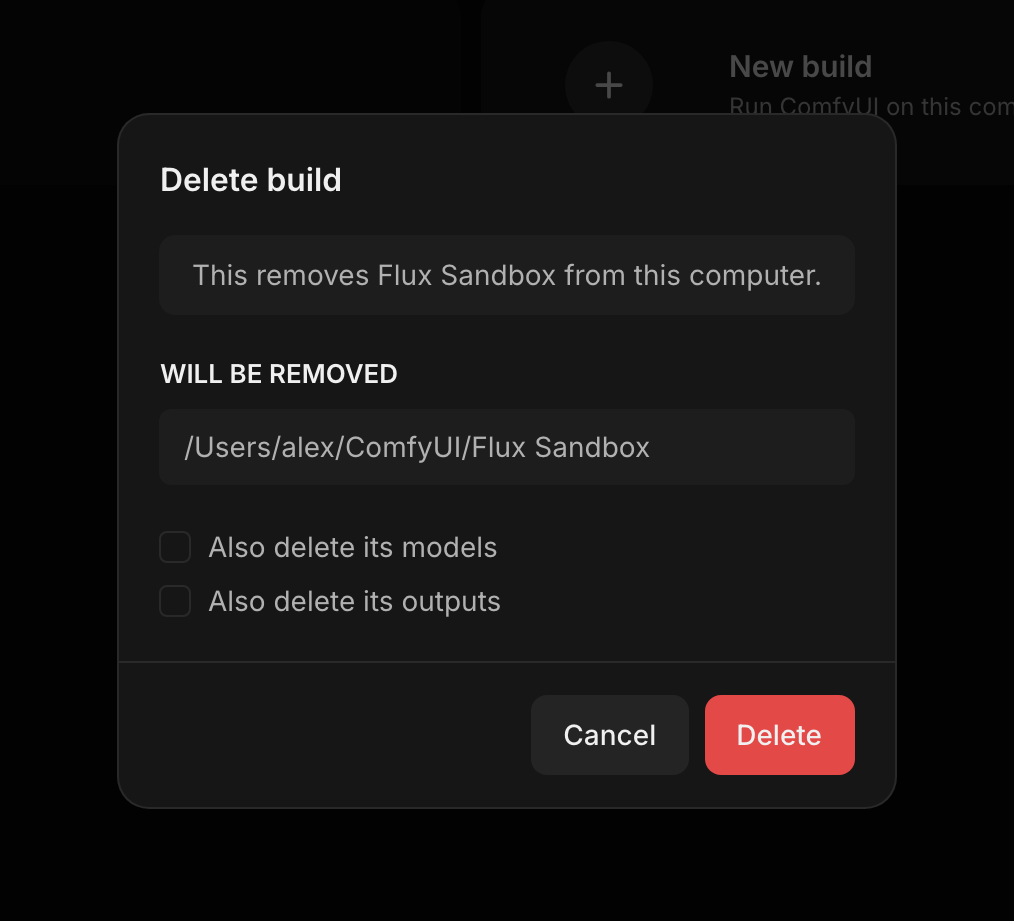 New build
Run ComfyUI on this com
Delete build
This removes Flux Sandbox from this computer.
WILL BE REMOVED
/Users/alex/ComfyUI/Flux Sandbox
Also delete its models
Also delete its outputs
Cancel
Delete